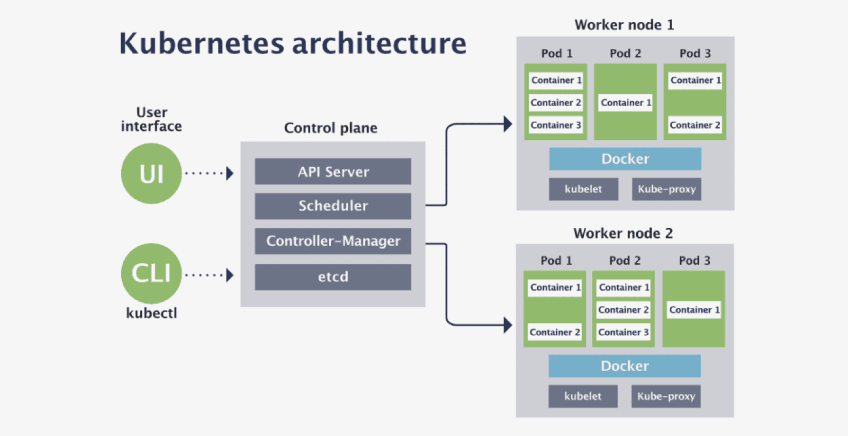 Kubernetes architecture
User
interface
UI
CLI
kubectl
Control plane
API Server
Scheduler
Controller-Manager
etcd
Worker node 1
Pod 1
Pod 2
Pod 3
Container 1
Container 2
Container 3
Container 1
Container 1
Container 2
Docker
kubelet
Kube-proxy
Worker node 2
Pod 1
Pod 2
Pod 3
Container 1
Container 2
Container 1
Container 2
Container 3
Container 1
Docker
kubelet
Kube-proxy